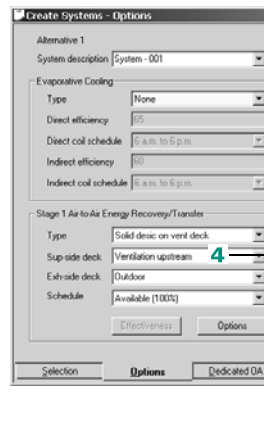 Create Systems - Options
Alternative 1
System description System - 001
Evaporative Cooling
Type None
Direct efficiency 65
Direct coil schedule 6 a.m. to 6 p.m.
Indirect efficiency 60
Indirect coil schedule 6 a.m. to 6 p.m.
Stage 1 Air-to-Air Energy Recovery/Transfer
Type Solid desic on vent deck
Sup-side deck Ventilation upstream 4
Exh-side deck Outdoor
Schedule Available (100%)
Effectiveness Options
Selection Options Dedicated OA